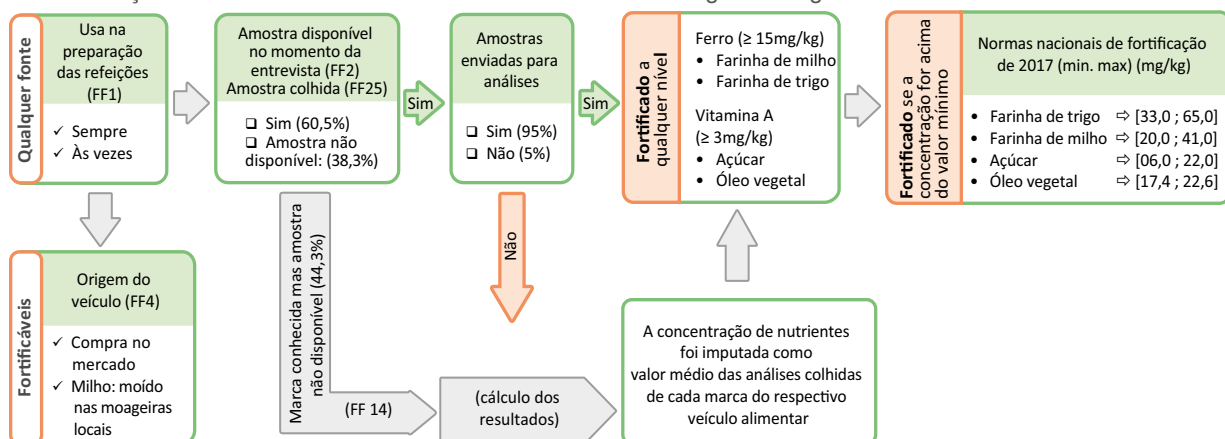 Qualquer fonte
Usa na
preparação
das refeições
(FF1)
✓ Sempre
✓ Às vezes
Amostra disponível
no momento da
entrevista (FF2)
Amostra colhida (FF25)
❑ Sim (60,5%)
❑ Amostra não
disponível: (38,3%)
Sim
Amostras
enviadas para
análises
❑ Sim (95%)
❑ Não (5%)
Sim
Fortificado a
qualquer nível
Ferro (≥ 15mg/kg)
• Farinha de milho
• Farinha de trigo
Vitamina A
(≥ 3mg/kg)
• Açúcar
• Óleo vegetal
Fortificado se a
concentração for acima
do valor mínimo
Normas nacionais de fortificação
de 2017 (min. max) (mg/kg)
• Farinha de trigo ⇨ [33,0 ; 65,0]
• Farinha de milho ⇨ [20,0 ; 41,0]
• Açúcar ⇨ [06,0 ; 22,0]
• Óleo vegetal ⇨ [17,4 ; 22,6]
Fortificáveis
Origem do
veículo (FF4)
✓ Compra no
mercado
✓ Milho: moído
nas moageiras
locais
Marca conhecida mas amostra
não disponível (44,3%)
(FF 14)
Não
(cálculo dos
resultados)
A concentração de nutrientes
foi imputada como
valor médio das análises colhidas
de cada marca do respectivo
veículo alimentar